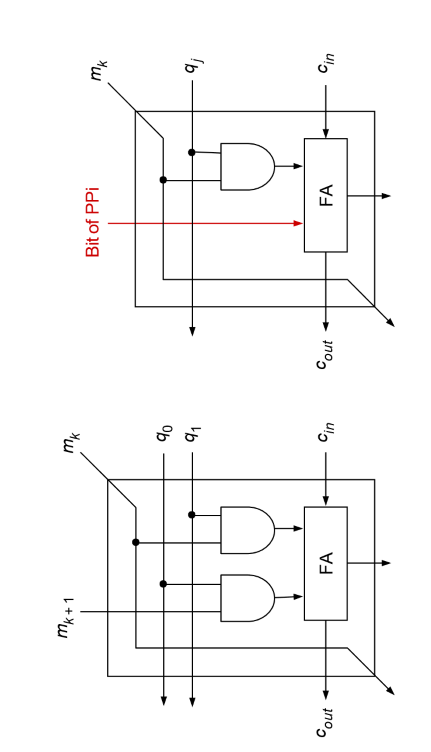 m_k
q_j
c_in
Bit of PPi
FA
c_out
m_k
q_0
q_1
c_in
m_k+1
FA
c_out